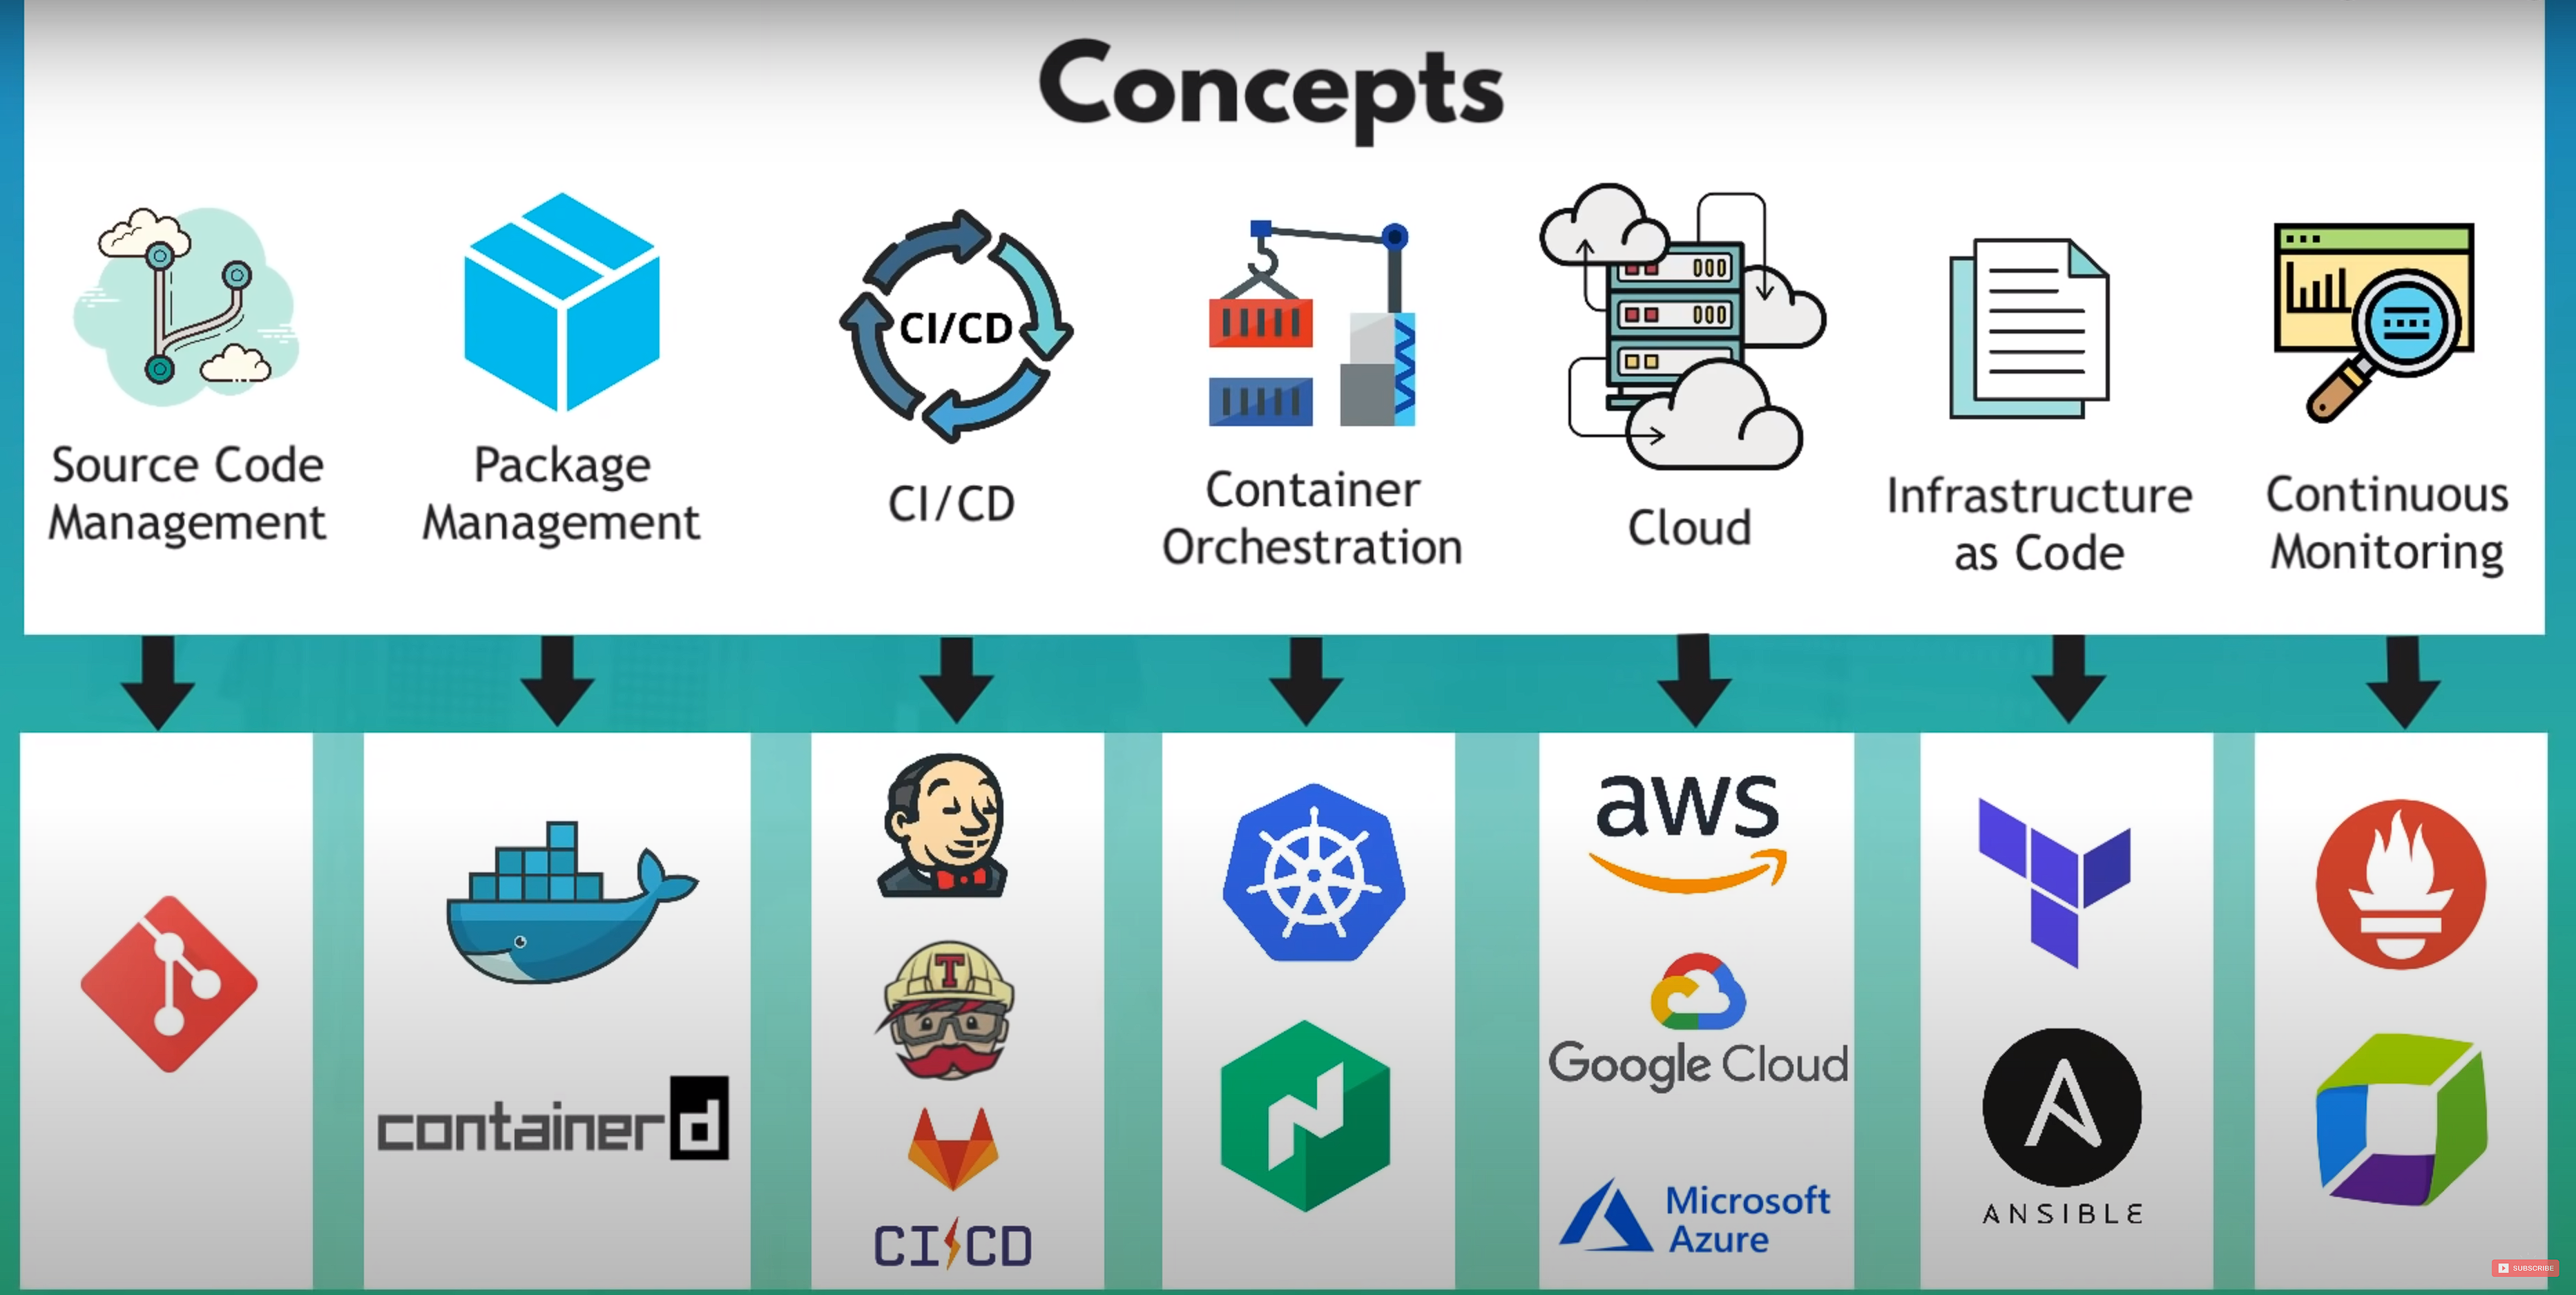 Concepts
Source Code
Management
Package
Management
CI/CD
CI/CD
Container
Orchestration
Cloud
Infrastructure
as Code
Continuous
Monitoring
containerd
T
CI/CD
aws
Google Cloud
Microsoft
Azure
ANSIBLE
SUBSCRIBE